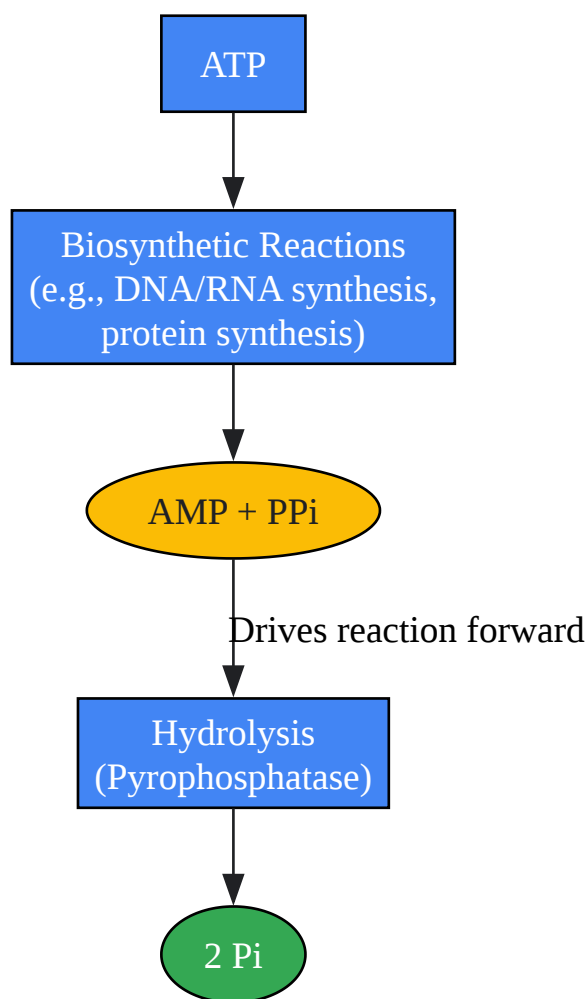 ATP
Biosynthetic Reactions
(e.g., DNA/RNA synthesis,
protein synthesis)
AMP + PPi
Drives reaction forward
Hydrolysis
(Pyrophosphatase)
2 Pi